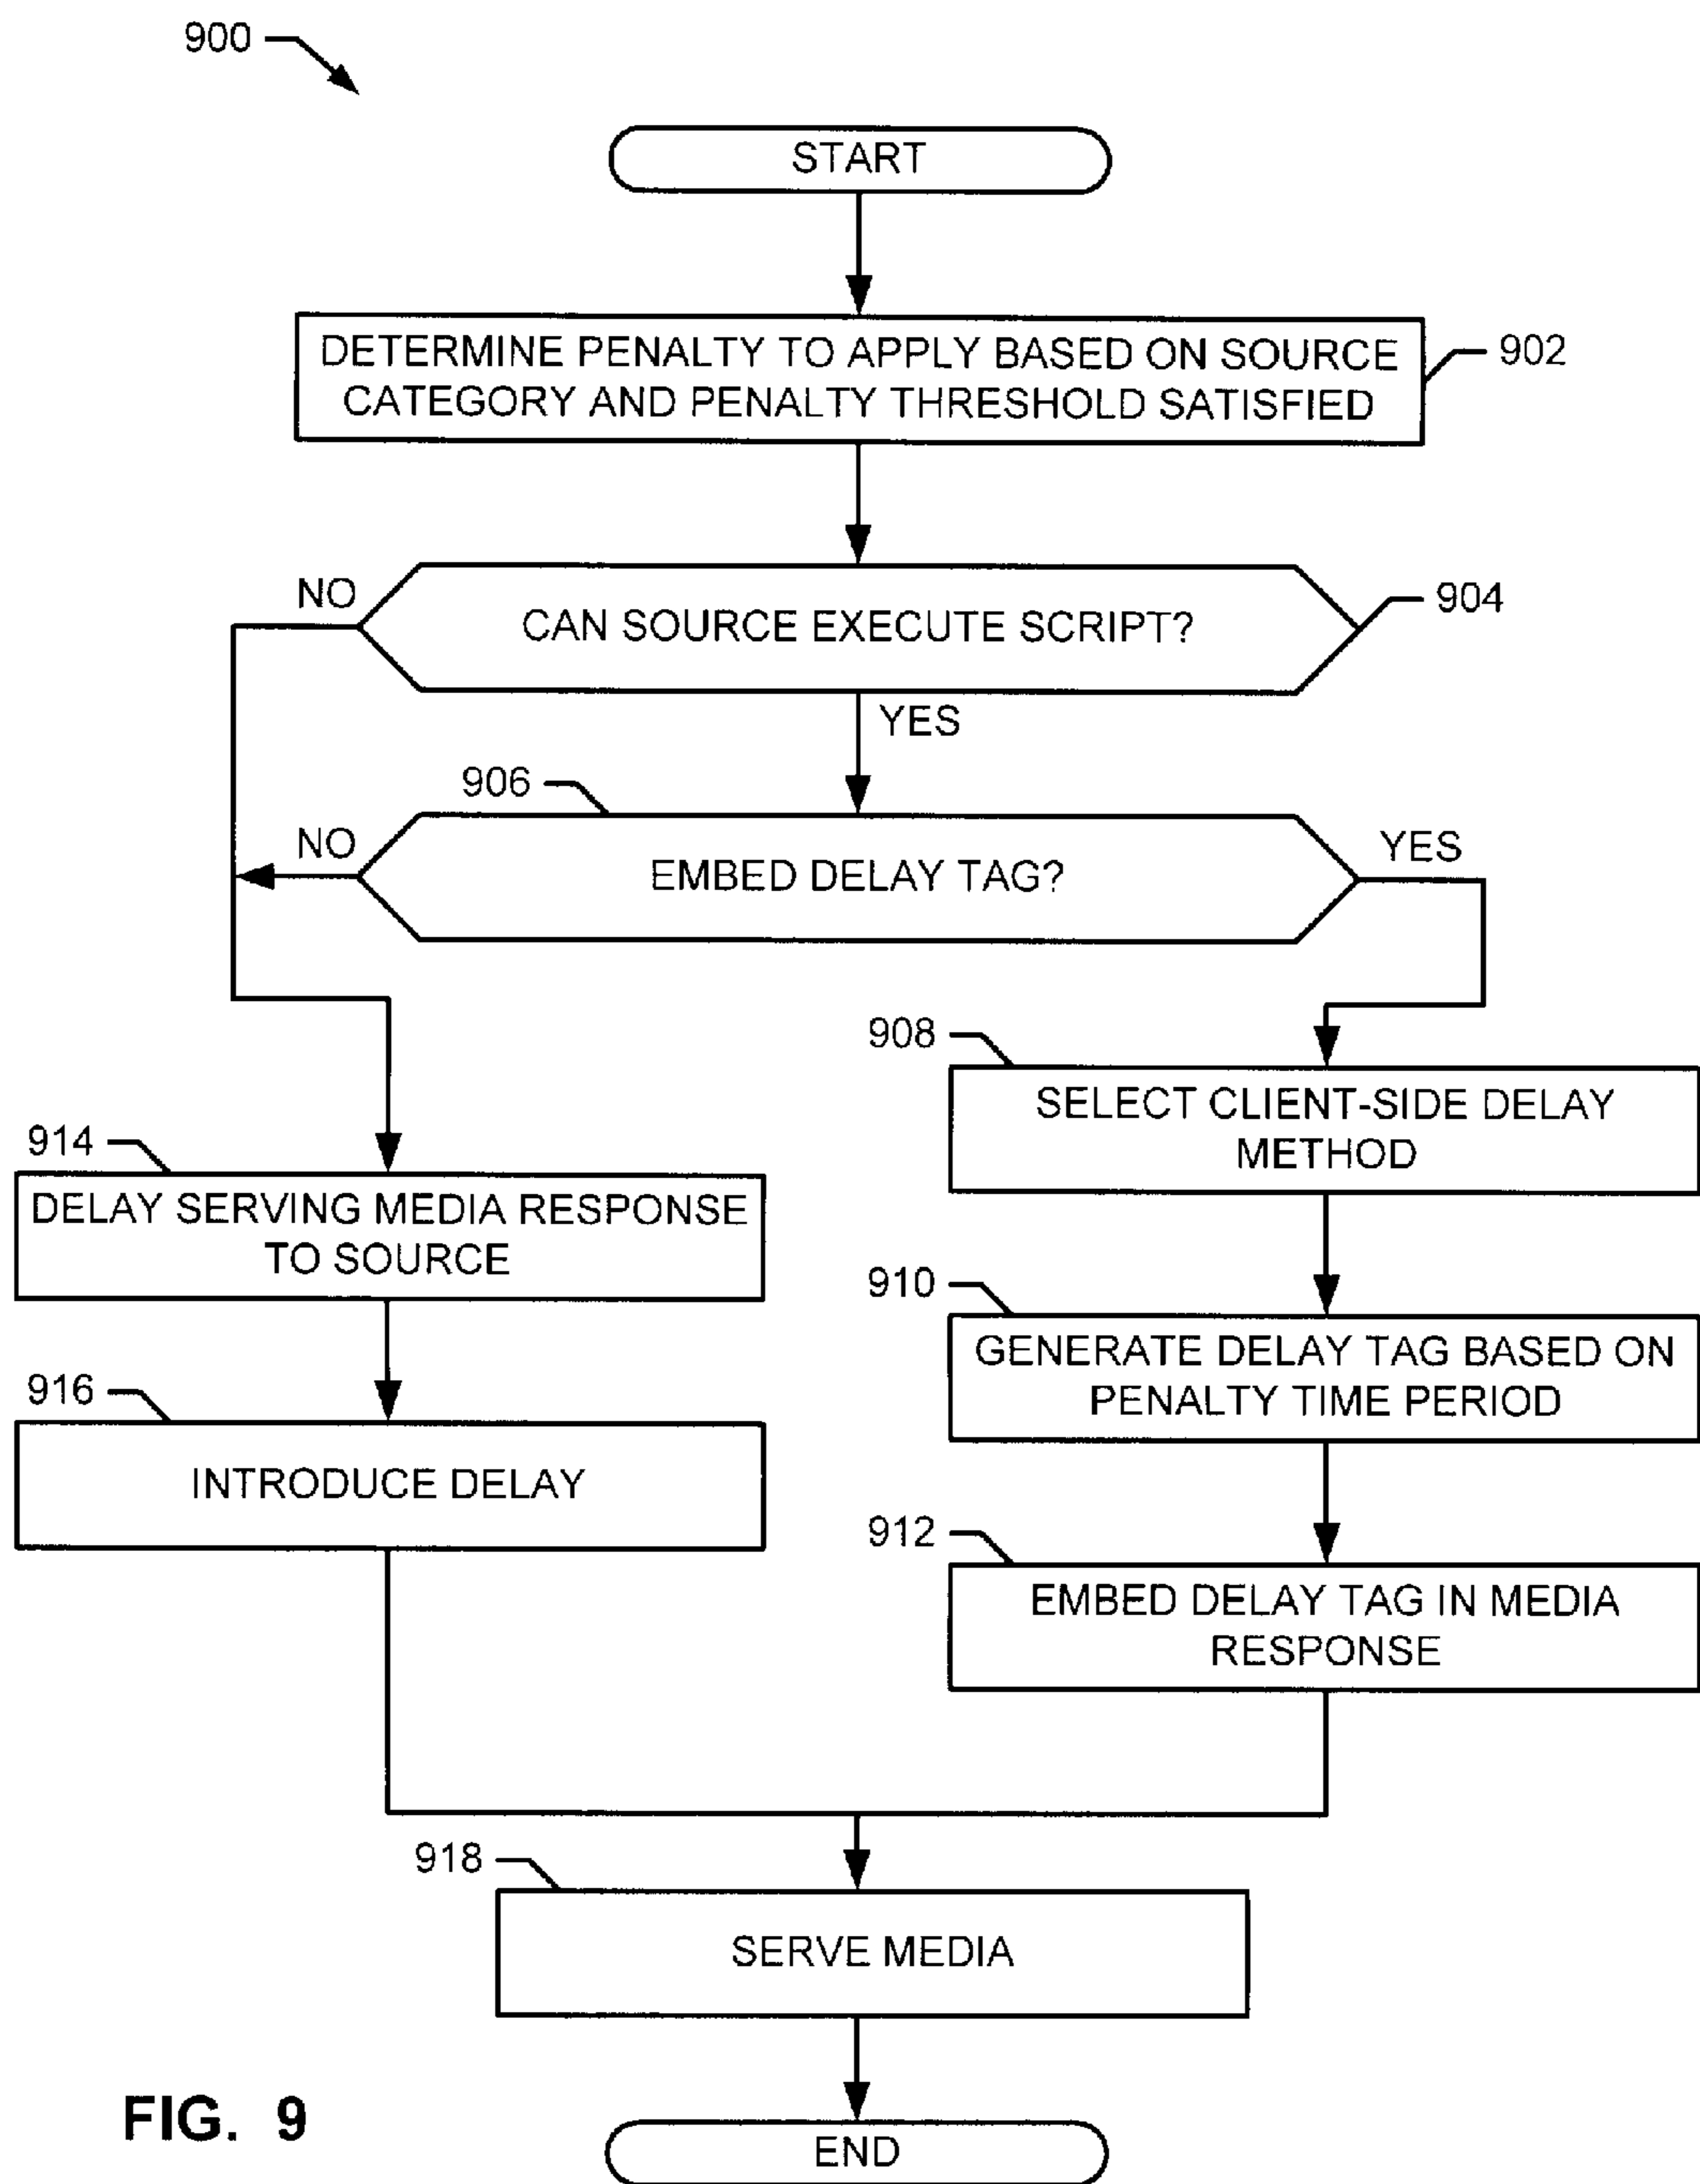 900
START
DETERMINE PENALTY TO APPLY BASED ON SOURCE
CATEGORY AND PENALTY THRESHOLD SATISFIED
902
NO
CAN SOURCE EXECUTE SCRIPT?
904
YES
906
NO
EMBED DELAY TAG?
YES
908
SELECT CLIENT-SIDE DELAY
METHOD
914
DELAY SERVING MEDIA RESPONSE
TO SOURCE
910
GENERATE DELAY TAG BASED ON
PENALTY TIME PERIOD
916
INTRODUCE DELAY
912
EMBED DELAY TAG IN MEDIA
RESPONSE
918
SERVE MEDIA
END
FIG. 9